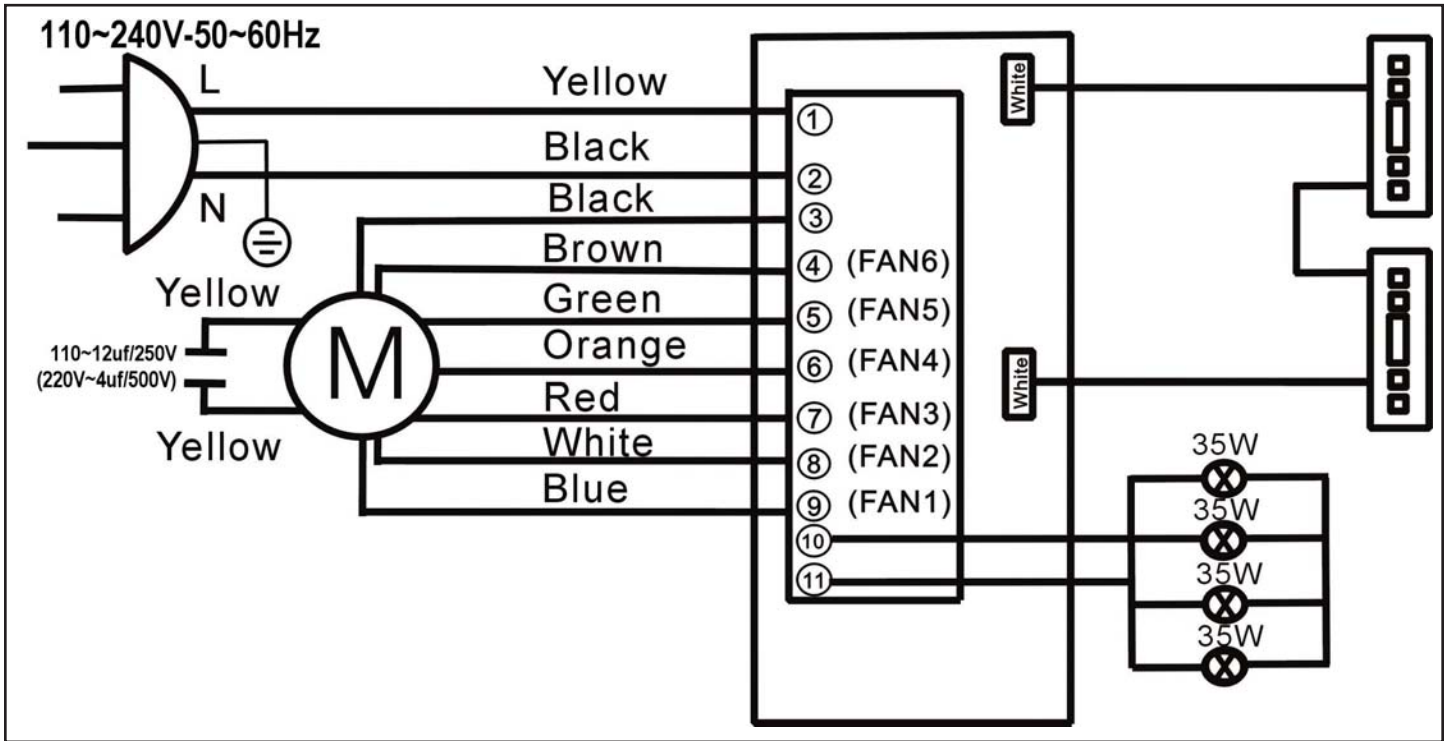 110~240V-50~60Hz
L
N
Yellow
Black
Black
Brown
Green
Orange
Red
White
Blue
Yellow
110~12uf/250V
(220V~4uf/500V)
Yellow
M
1
2
3
4 (FAN6)
5 (FAN5)
6 (FAN4)
7 (FAN3)
8 (FAN2)
9 (FAN1)
10
11
White
White
35W
35W
35W
35W